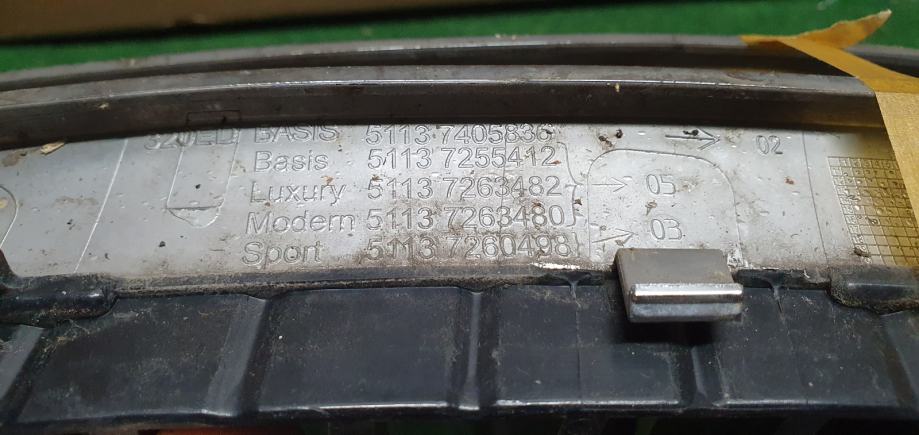 320ED BASIS 5113 7405836 → 02
Basis 5113 7255412
Luxury 5113 7263482 → 05
Modern 5113 7263480
Sport 5113 7260498 → 03